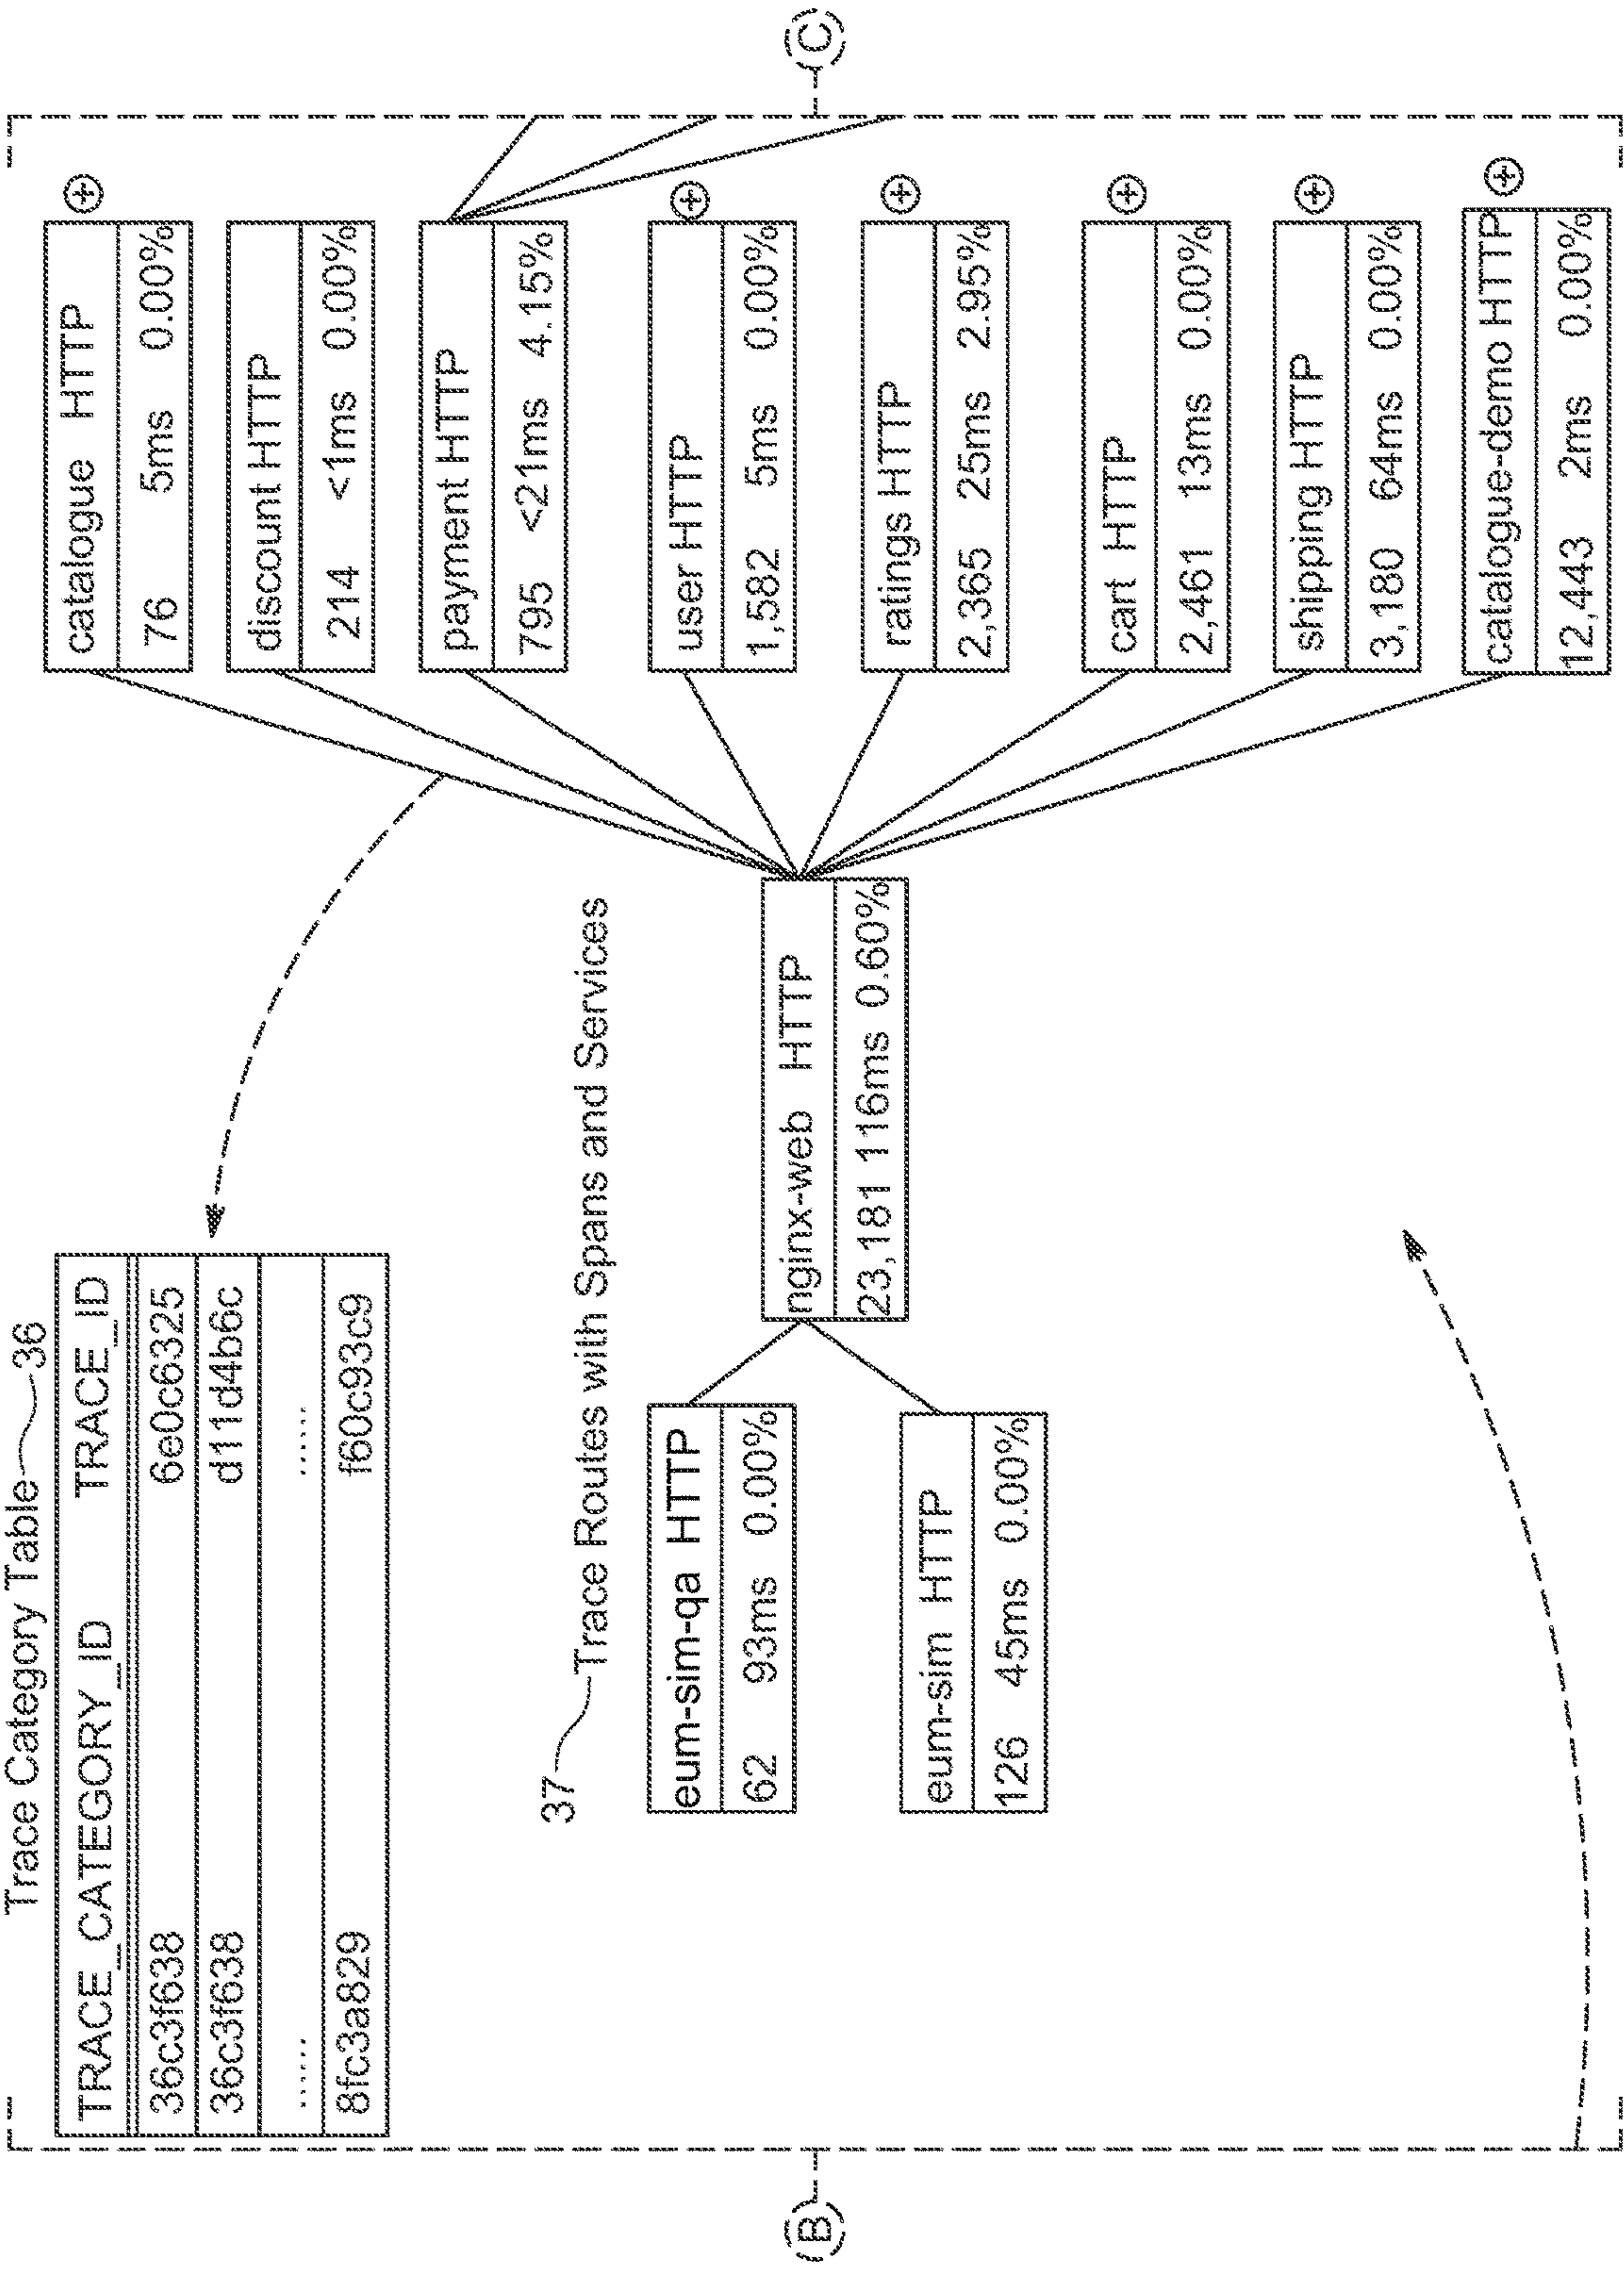 Trace Category Table 36
TRACE_CATEGORY_ID TRACE_ID
36c3f638 6e0c6325
36c3f638 d11d4b6c
...... ......
8fc3a829 f60c93c9
37 Trace Routes with Spans and Services
eum-sim-qa HTTP
62 93ms 0.00%
eum-sim HTTP
126 45ms 0.00%
nginx-web HTTP
23,181 116ms 0.60%
catalogue HTTP
76 5ms 0.00%
discount HTTP
214 <1ms 0.00%
payment HTTP
795 <21ms 4.15%
user HTTP
1,582 5ms 0.00%
ratings HTTP
2,365 25ms 2.95%
cart HTTP
2,461 13ms 0.00%
shipping HTTP
3,180 64ms 0.00%
catalogue-demo HTTP
12,443 2ms 0.00%
B
C